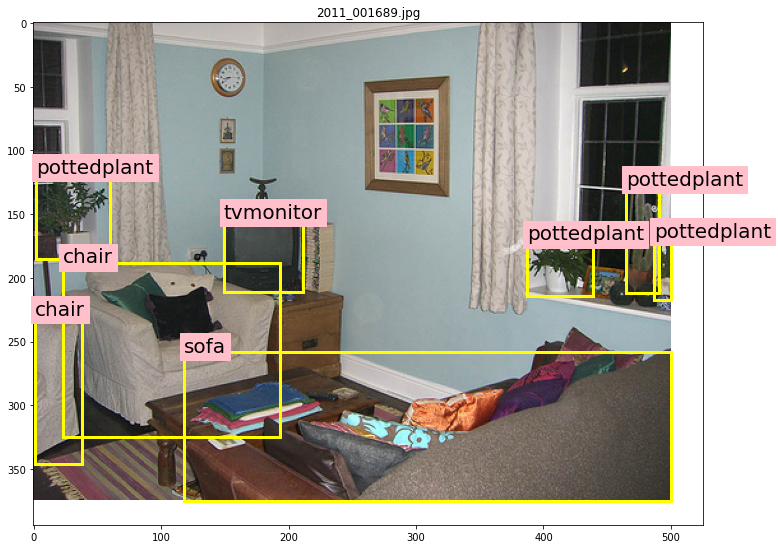 2011_001689.jpg
0
50
100
150
200
250
300
350
0
100
200
300
400
500
pottedplant
pottedplant
tvmonitor
pottedplant
pottedplant
chair
chair
sofa